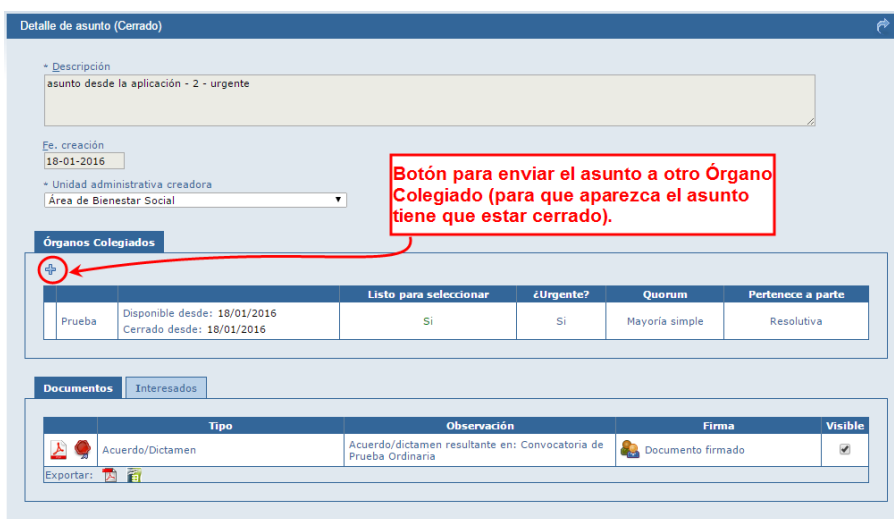 Detalle de asunto (Cerrado)
* Descripción
asunto desde la aplicación - 2 - urgente
Fe. creación
18-01-2016
* Unidad administrativa creadora
Área de Bienestar Social
Botón para enviar el asunto a otro Órgano
Colegiado (para que aparezca el asunto
tiene que estar cerrado).
Órganos Colegiados
Listo para seleccionar ¿Urgente? Quorum Pertenece a parte
Prueba Disponible desde: 18/01/2016 Si Si Mayoría simple Resolutiva
Cerrado desde: 18/01/2016
Documentos Interesados
Tipo Observación Firma Visible
Acuerdo/Dictamen Acuerdo/dictamen resultante en: Convocatoria de Documento firmado
Prueba Ordinaria
Exportar: